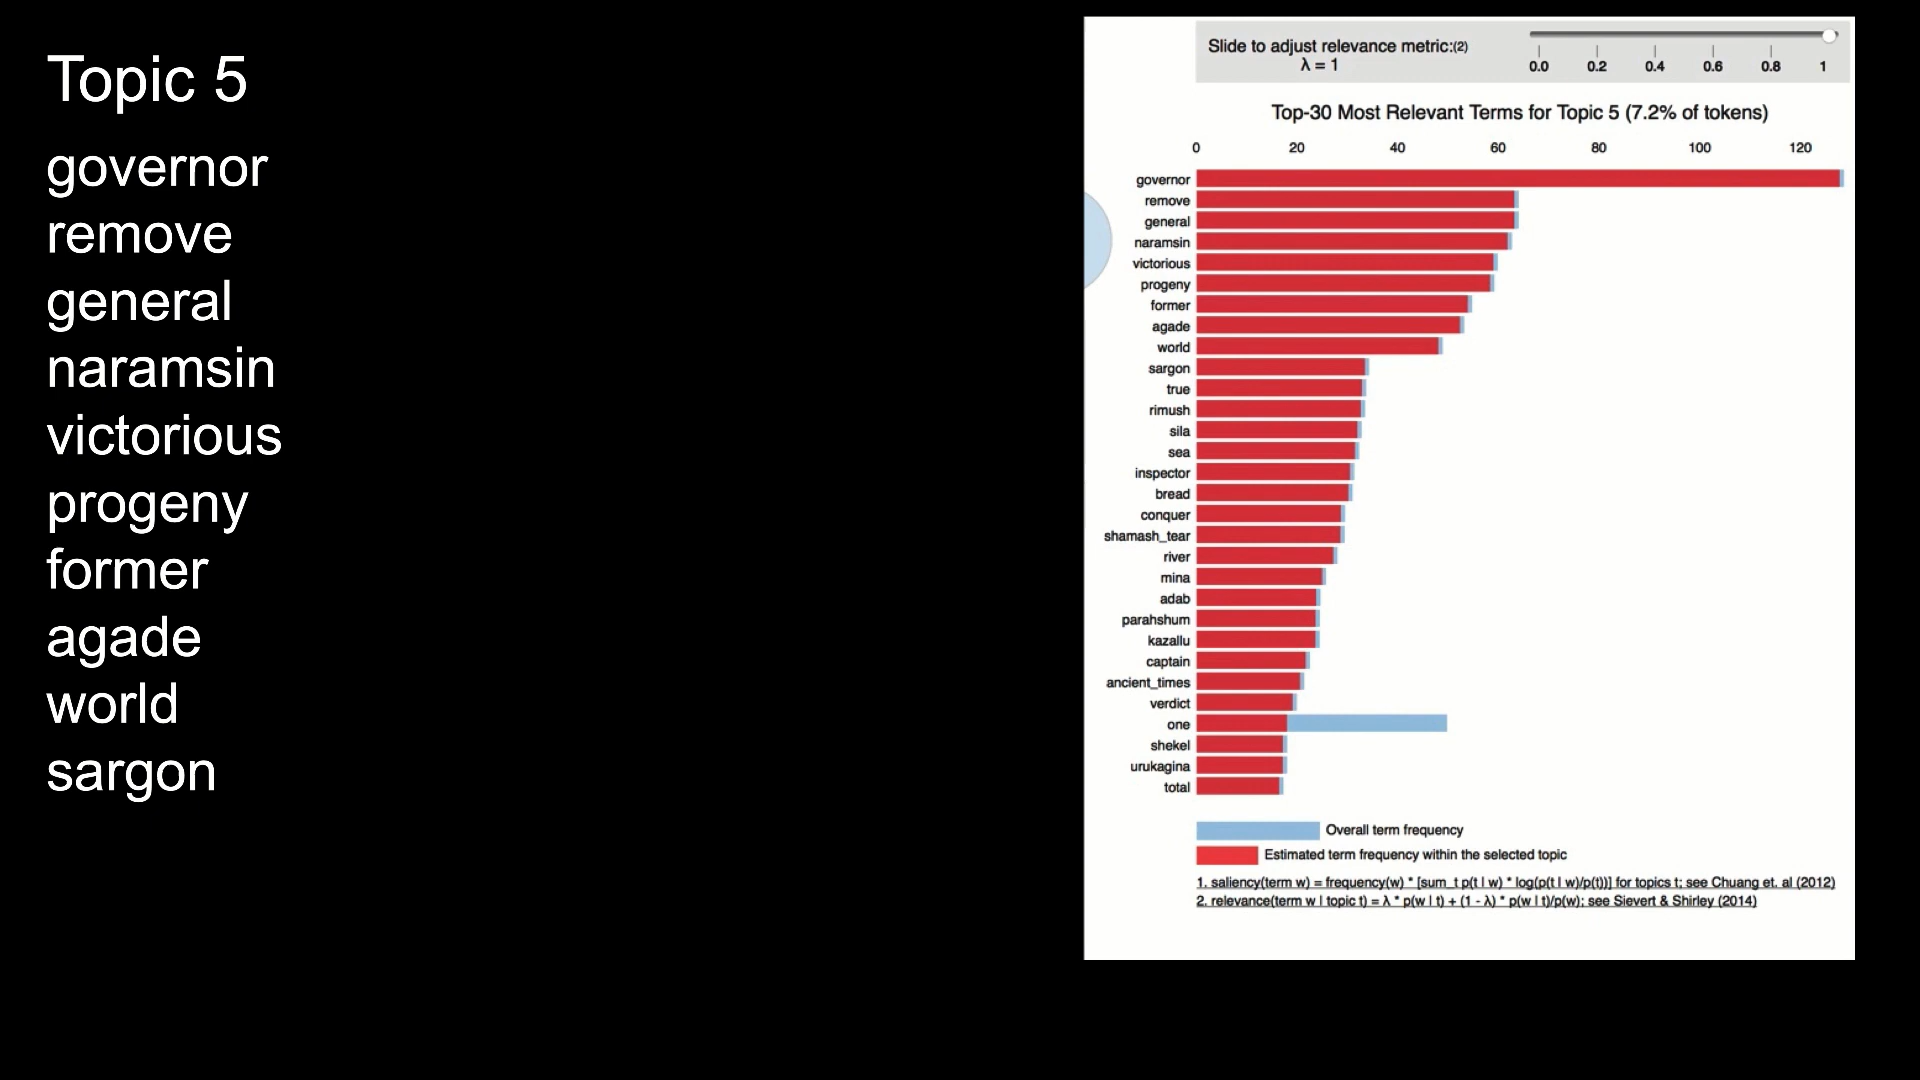 Topic 5
governor
remove
general
naramsin
victorious
progeny
former
agade
world
sargon
Slide to adjust relevance metric:(2)
λ = 1
0.0 0.2 0.4 0.6 0.8 1
Top-30 Most Relevant Terms for Topic 5 (7.2% of tokens)
0 20 40 60 80 100 120
governor
remove
general
naramsin
victorious
progeny
former
agade
world
sargon
true
rimush
sila
sea
inspector
bread
conquer
shamash_tear
river
mina
adab
parahshum
kazallu
captain
ancient_times
verdict
one
shekel
urukagina
total
Overall term frequency
Estimated term frequency within the selected topic
1. saliency(term w) = frequency(w) * [sum_t p(t | w) * log(p(t | w)/p(t))] for topics t; see Chuang et. al (2012)
2. relevance(term w | topic t) = λ * p(w | t) + (1 - λ) * p(w | t)/p(w); see Sievert & Shirley (2014)